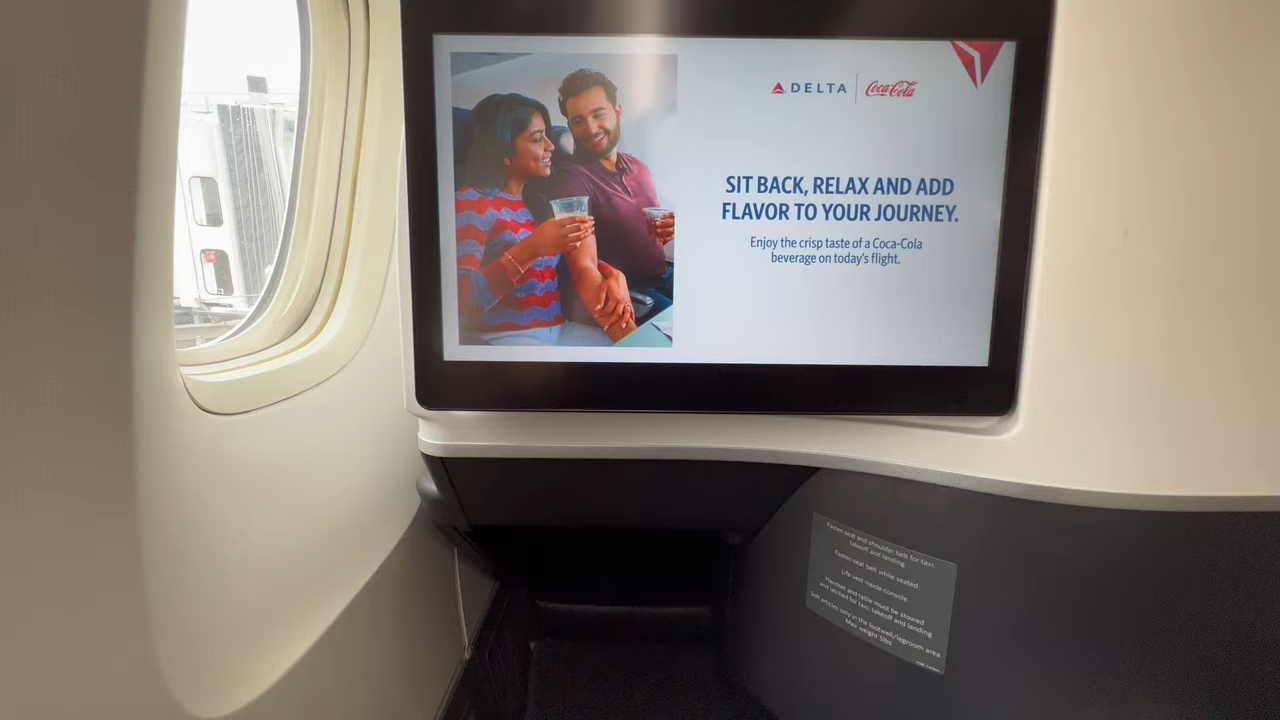 DELTA
Coca-Cola
SIT BACK, RELAX AND ADD
FLAVOR TO YOUR JOURNEY.
Enjoy the crisp taste of a Coca-Cola
beverage on today's flight.
Fasten seat and shoulder belt for taxi,
takeoff and landing
Fasten seat belt while seated
Life vest inside console
Handset and table must be stowed
and latched for taxi, takeoff and landing
Soft articles only in the footwell/legroom area
Max weight 5lbs